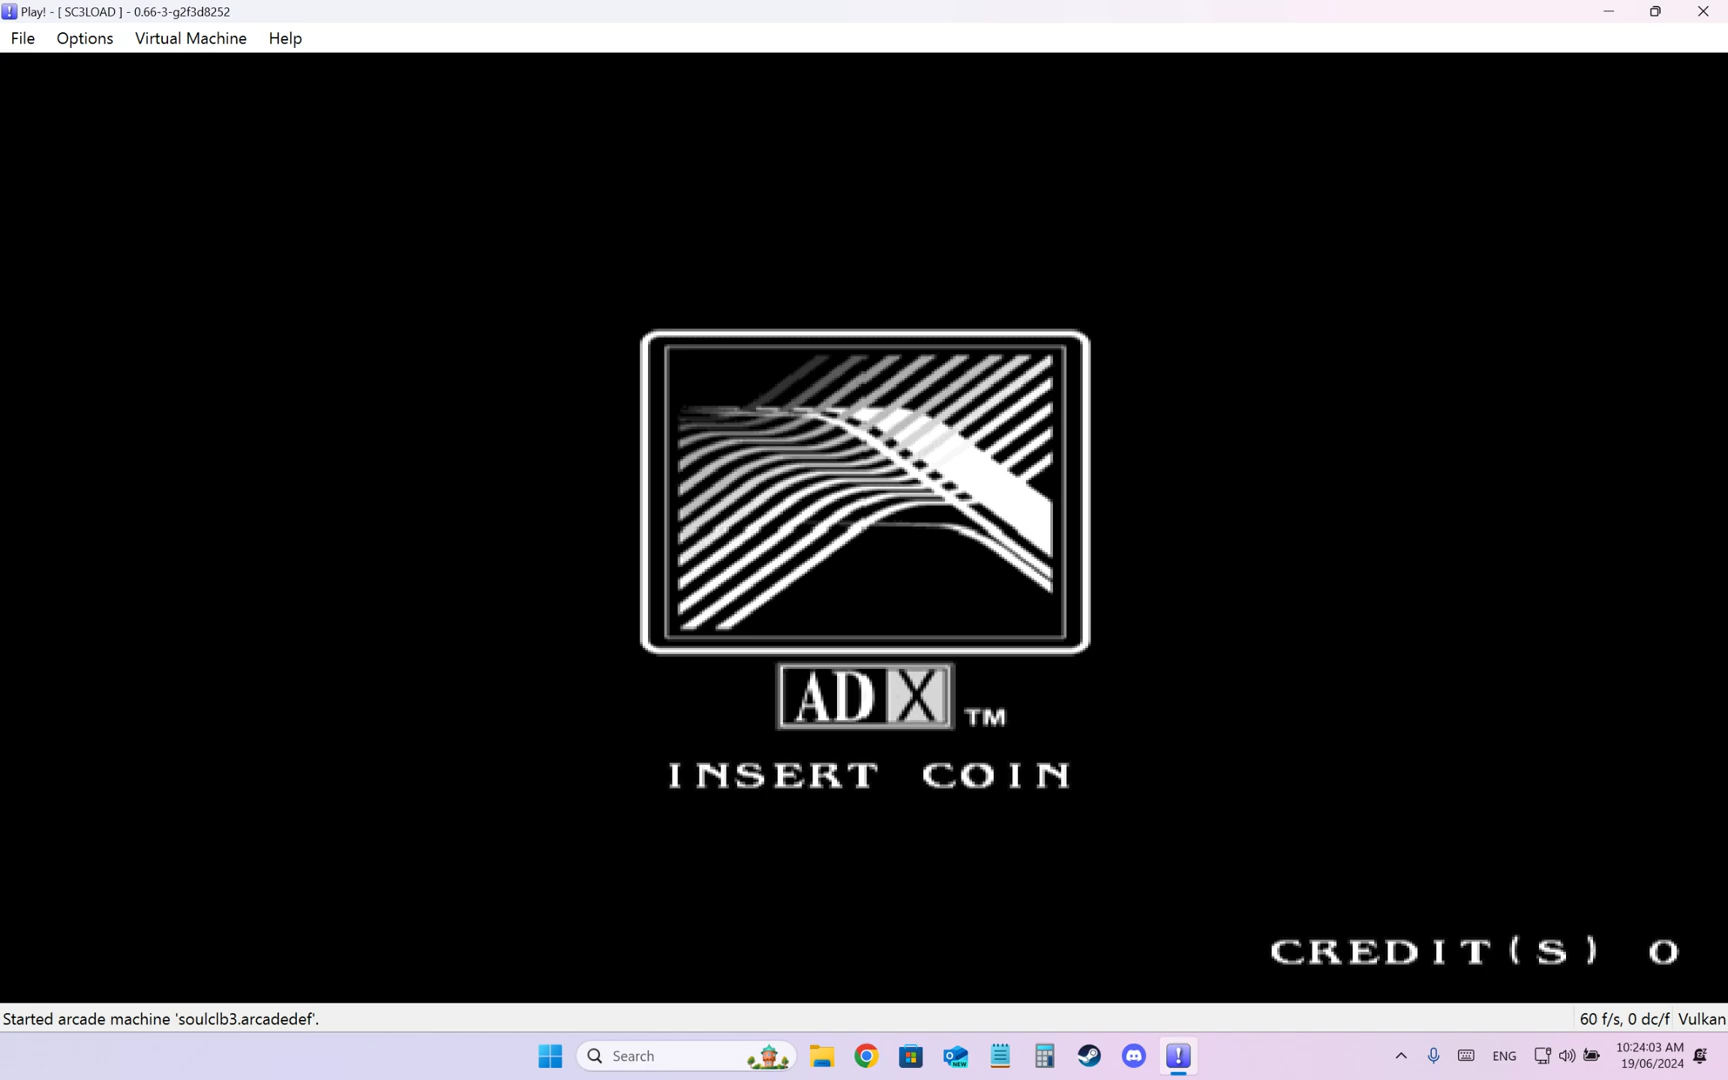 Play! - [ SC3LOAD ] - 0.66-3-g2f3d8252
File Options Virtual Machine Help
ADX TM
INSERT COIN
CREDIT(S) 0
Started arcade machine 'soulclb3.arcadedef'.
60 f/s, 0 dc/f Vulkan
Search
NEW
ENG
10:24:03 AM
19/06/2024